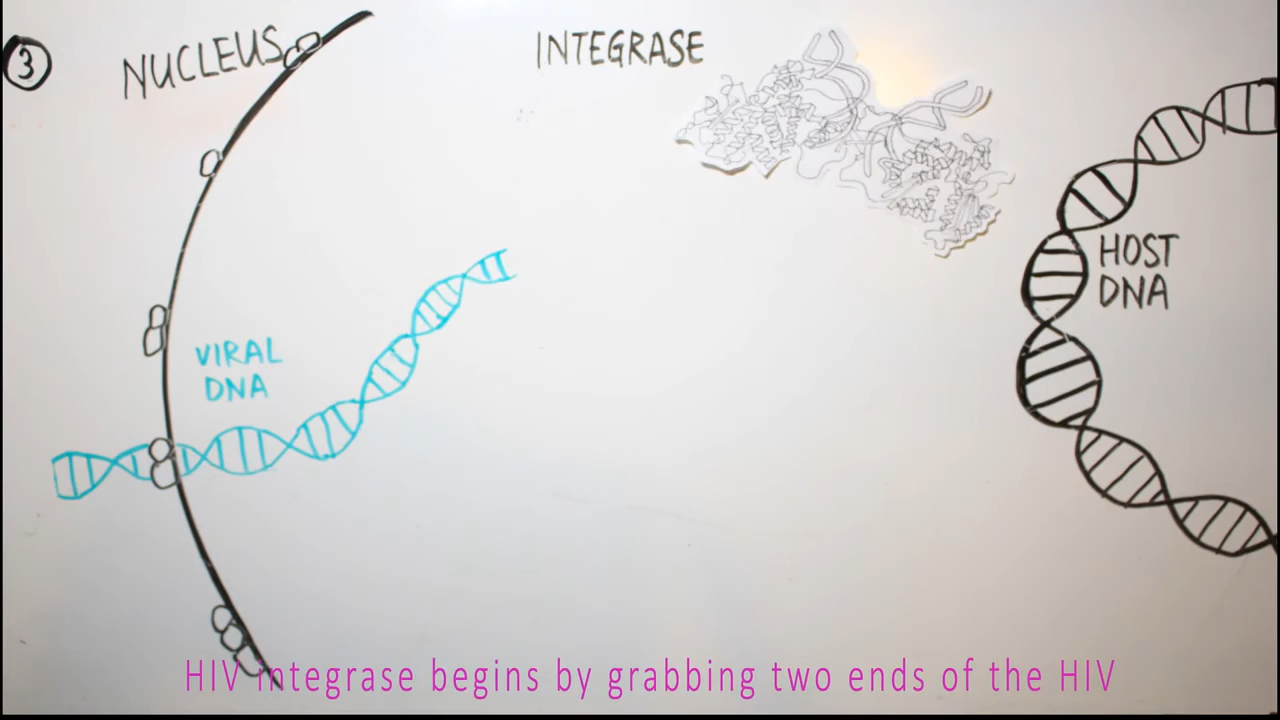 3
NUCLEUS
INTEGRASE
HOST
DNA
VIRAL
DNA
HIV integrase begins by grabbing two ends of the HIV